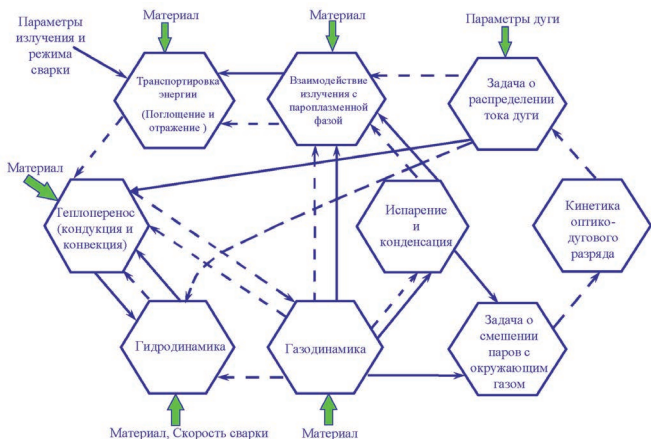 Материал
Материал
Параметры дуги
Параметры
излучения и
режима
сварки
Транспортировка
энергии
(Поглощение и
отражение )
Взаимодействие
излучения с
пароплазменной
фазой
Задача о
распределении
тока дуги
Материал
Теплоперенос
(кондукция и
конвекция)
Испарение
и
конденсация
Кинетика
оптико-
дугового
разряда
Гидродинамика
Газодинамика
Задача о
смешении
паров с
окружающим
газом
Материал, Скорость сварки
Материал